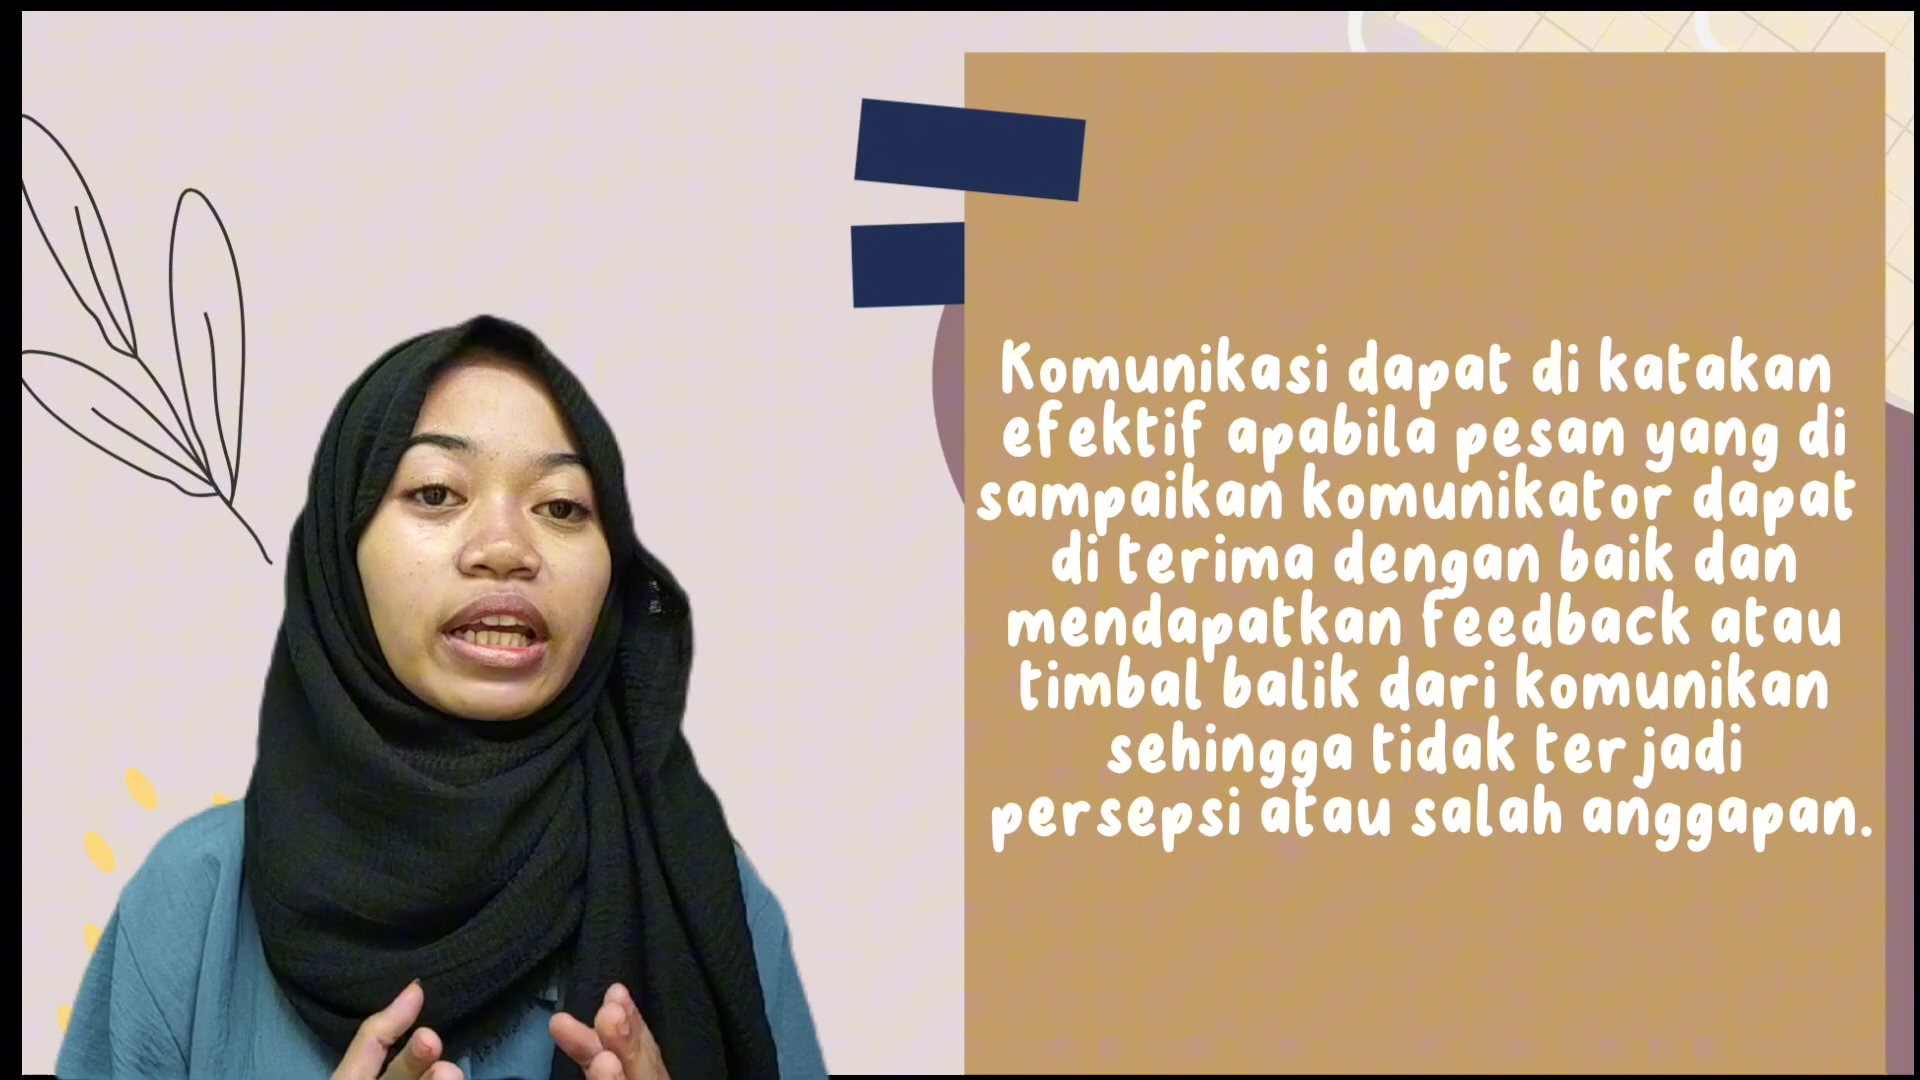 Komunikasi dapat di katakan
efektif apabila pesan yang di
sampaikan komunikator dapat
di terima dengan baik dan
mendapatkan feedback atau
timbal balik dari komunikan
sehingga tidak terjadi
persepsi atau salah anggapan.